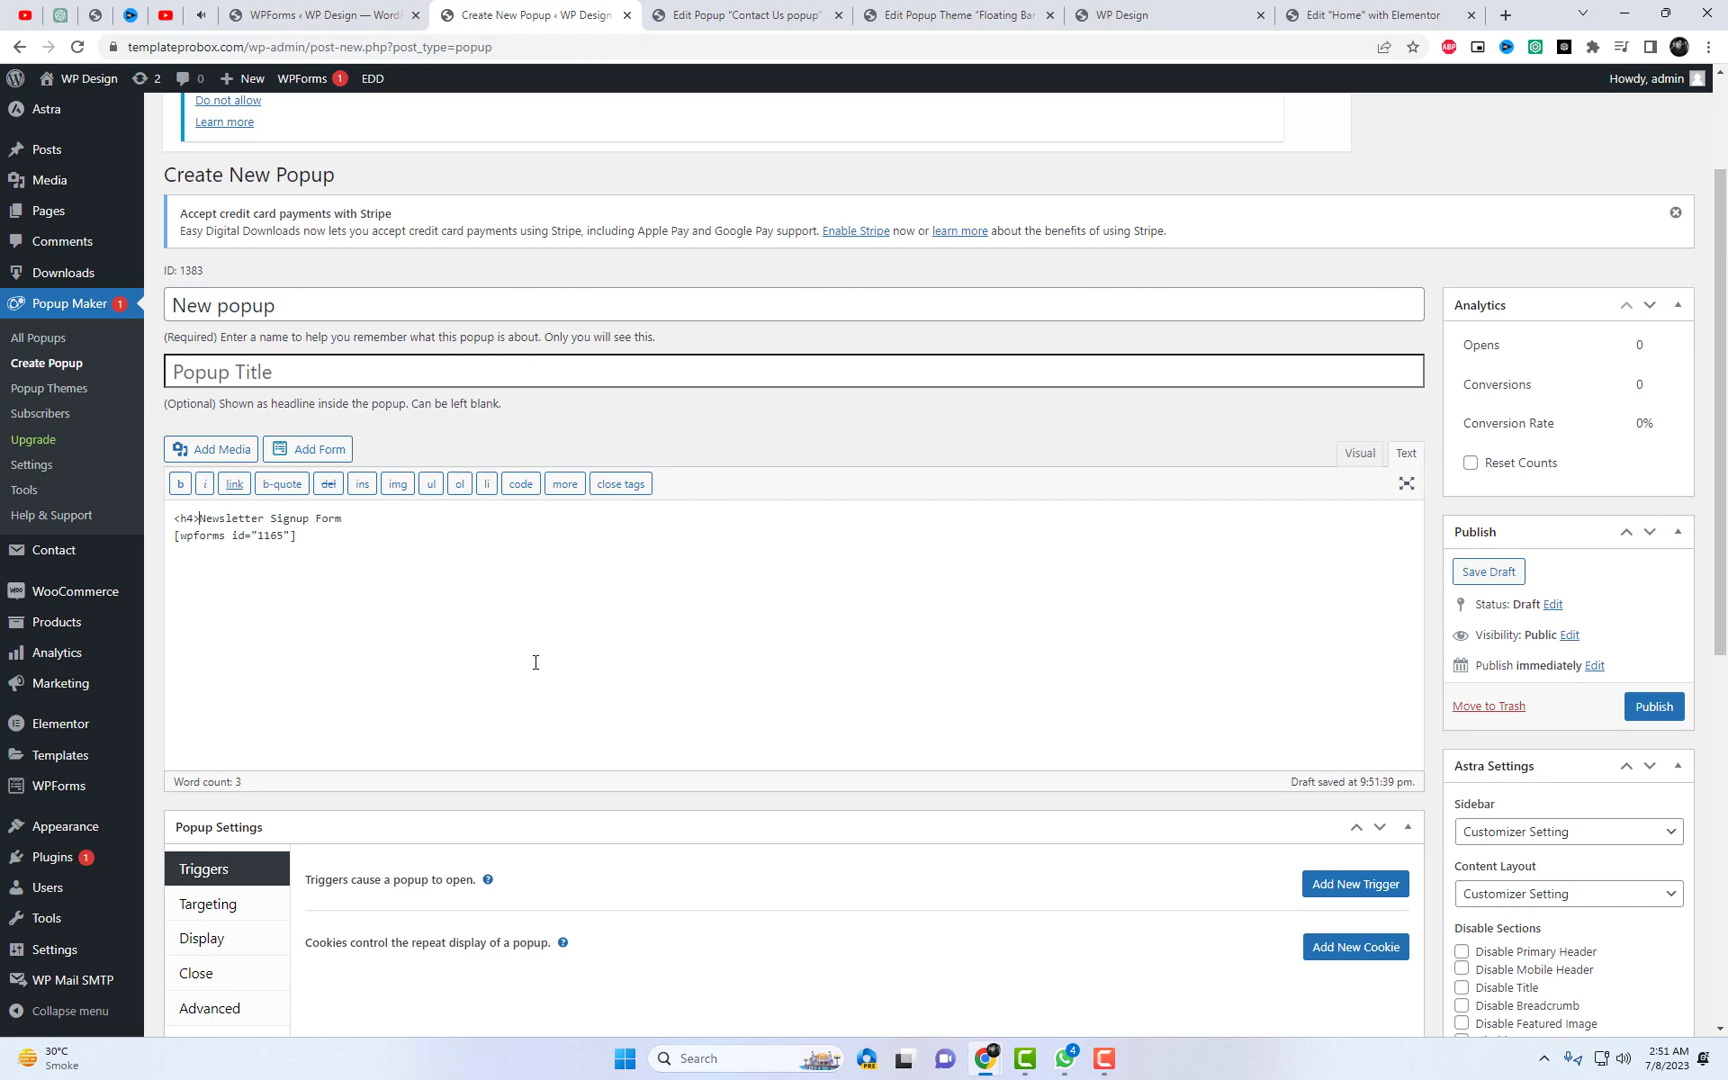 WPForms ‹ WP Design — WordP
Create New Popup ‹ WP Design
Edit Popup "Contact Us popup"
Edit Popup Theme "Floating Bar
WP Design
Edit "Home" with Elementor
templateprobox.com/wp-admin/post-new.php?post_type=popup
ABP
WP Design
2
0
New
WPForms 1
EDD
Howdy, admin
Astra
Posts
Media
Pages
Comments
Downloads
Popup Maker 1
All Popups
Create Popup
Popup Themes
Subscribers
Upgrade
Settings
Tools
Help & Support
Contact
WooCommerce
Products
Analytics
Marketing
Elementor
Templates
WPForms
Appearance
Plugins 1
Users
Tools
Settings
WP Mail SMTP
Collapse menu
Do not allow
Learn more
Create New Popup
Accept credit card payments with Stripe
Easy Digital Downloads now lets you accept credit card payments using Stripe, including Apple Pay and Google Pay support. Enable Stripe now or learn more about the benefits of using Stripe.
ID: 1383
New popup
(Required) Enter a name to help you remember what this popup is about. Only you will see this.
Popup Title
(Optional) Shown as headline inside the popup. Can be left blank.
Add Media
Add Form
Visual
Text
b
i
link
b-quote
del
ins
img
ul
ol
li
code
more
close tags
<h4>Newsletter Signup Form
[wpforms id="1165"]
Word count: 3
Draft saved at 9:51:39 pm.
Popup Settings
Triggers
Targeting
Display
Close
Advanced
Triggers cause a popup to open.
Add New Trigger
Cookies control the repeat display of a popup.
Add New Cookie
Analytics
Opens 0
Conversions 0
Conversion Rate 0%
Reset Counts
Publish
Save Draft
Status: Draft Edit
Visibility: Public Edit
Publish immediately Edit
Move to Trash
Publish
Astra Settings
Sidebar
Customizer Setting
Content Layout
Customizer Setting
Disable Sections
Disable Primary Header
Disable Mobile Header
Disable Title
Disable Breadcrumb
Disable Featured Image
30°C
Smoke
Search
PRE
4
2:51 AM
7/8/2023